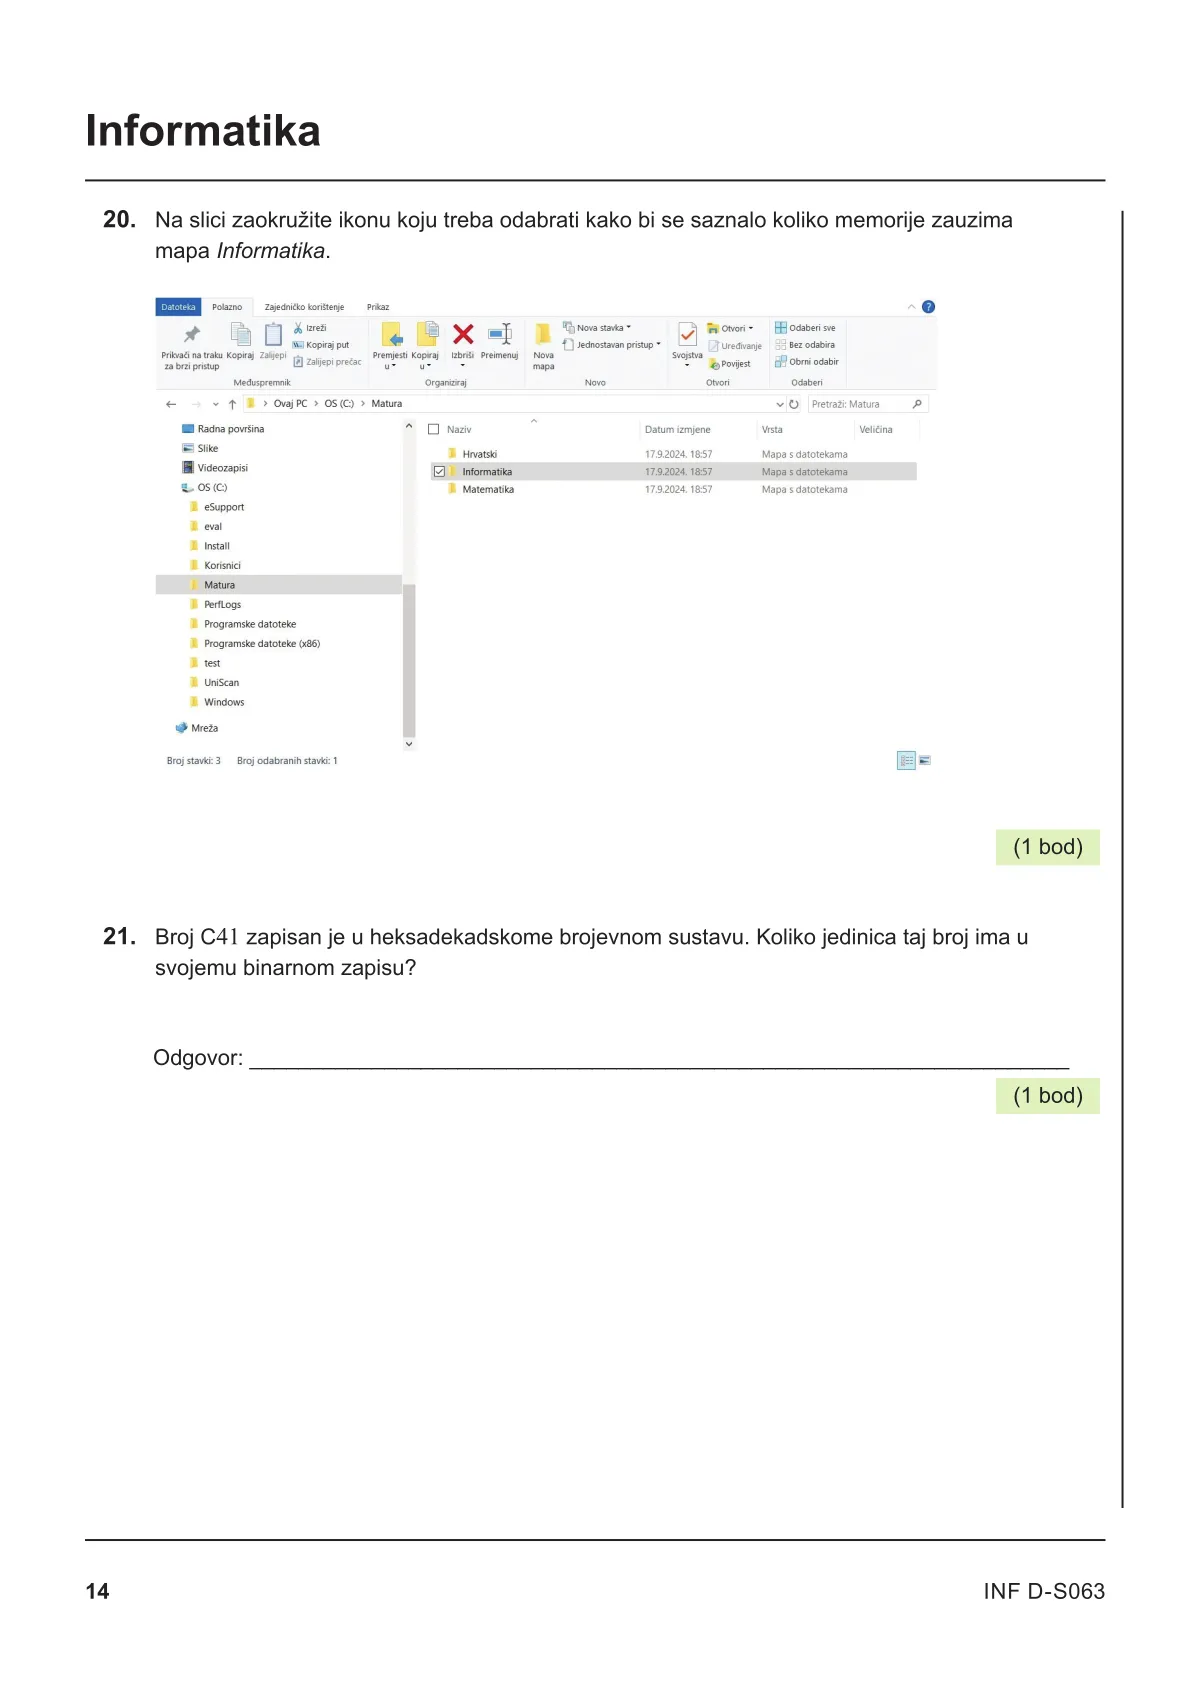 Informatika
20. Na slici zaokružite ikonu koju treba odabrati kako bi se saznalo koliko memorije zauzima
mapa Informatika.
Datoteka Polazno Zajedničko korištenje Prikaz
Prikvači na traku za brzi pristup Kopiraj Zalijepi
Izreži
Kopiraj put
Zalijepi prečac
Međuspremnik
Premjesti u Kopiraj u Izbriši Preimenuj
Organiziraj
Nova mapa
Nova stavka
Jednostavan pristup
Novo
Svojstva
Otvori
Uređivanje
Povijest
Otvori
Odaberi sve
Bez odabira
Obrni odabir
Odaberi
Ovaj PC > OS (C:) > Matura
Pretraži: Matura
Radna površina
Slike
Videozapisi
OS (C:)
eSupport
eval
Install
Korisnici
Matura
PerfLogs
Programske datoteke
Programske datoteke (x86)
test
UniScan
Windows
Mreža
Naziv Datum izmjene Vrsta Veličina
Hrvatski 17.9.2024. 18:57 Mapa s datotekama
Informatika 17.9.2024. 18:57 Mapa s datotekama
Matematika 17.9.2024. 18:57 Mapa s datotekama
Broj stavki: 3 Broj odabranih stavki: 1
(1 bod)
21. Broj C41 zapisan je u heksadekadskome brojevnom sustavu. Koliko jedinica taj broj ima u
svojemu binarnom zapisu?
Odgovor: ____________________
(1 bod)
14
INF D-S063